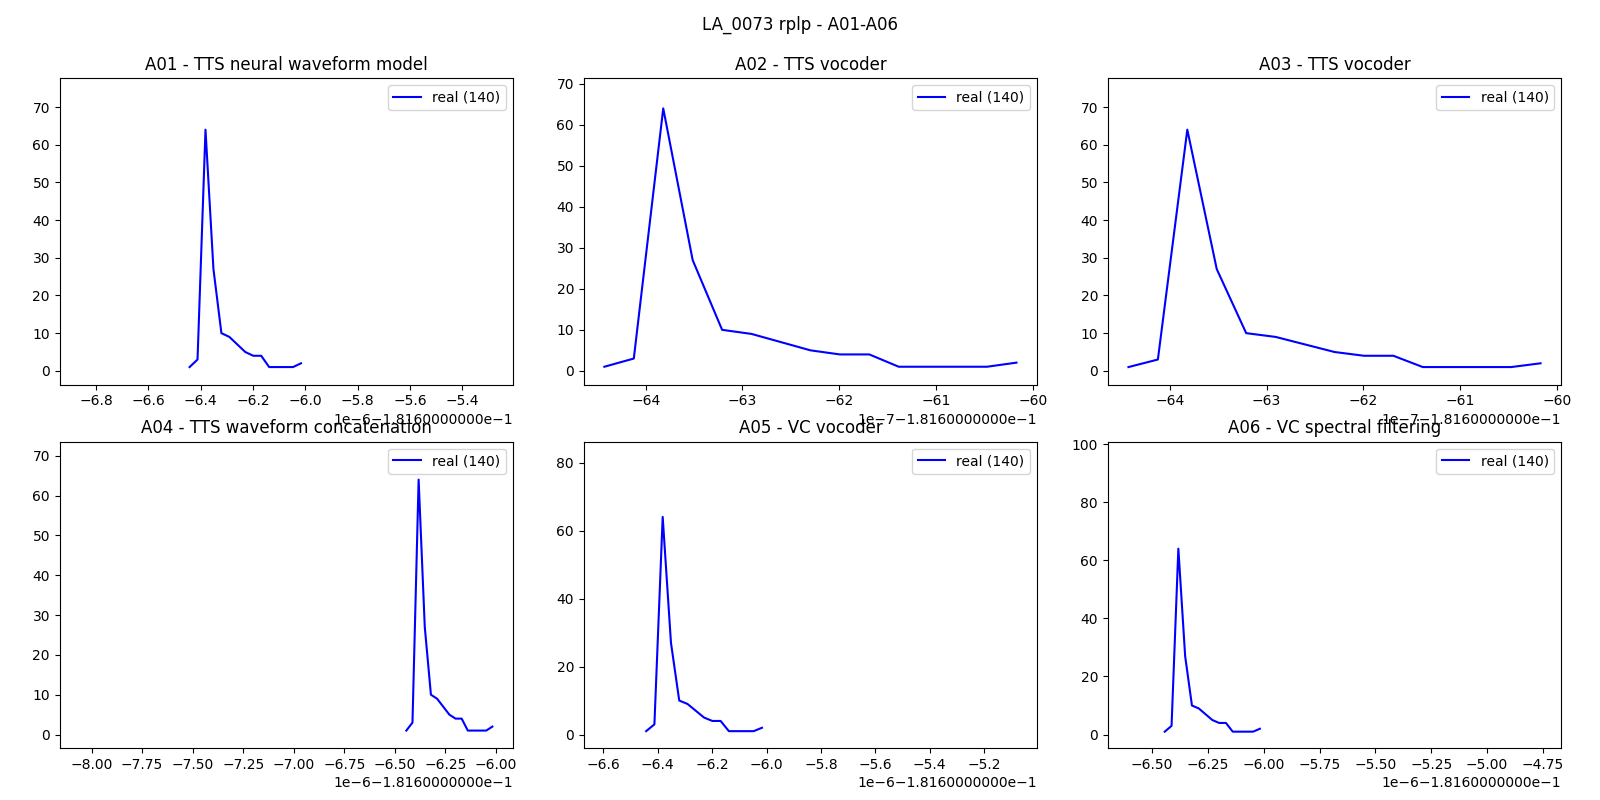 LA_0073 rplp - A01-A06
A01 - TTS neural waveform model
A02 - TTS vocoder
A03 - TTS vocoder
real (140)
real (140)
real (140)
70
60
50
40
30
20
10
0
70
60
50
40
30
20
10
0
70
60
50
40
30
20
10
0
−6.8 −6.6 −6.4 −6.2 −6.0 −5.8 −5.6 −5.4
−64 −63 −62 −61 −60
−64 −63 −62 −61 −60
1e−6−1.8160000000e−1
1e−7−1.8160000000e−1
1e−7−1.8160000000e−1
A04 - TTS waveform concatenation
A05 - VC vocoder
A06 - VC spectral filtering
real (140)
real (140)
real (140)
70
60
50
40
30
20
10
0
80
60
40
20
0
100
80
60
40
20
0
−8.00 −7.75 −7.50 −7.25 −7.00 −6.75 −6.50 −6.25 −6.00
−6.6 −6.4 −6.2 −6.0 −5.8 −5.6 −5.4 −5.2
−6.50 −6.25 −6.00 −5.75 −5.50 −5.25 −5.00 −4.75
1e−6−1.8160000000e−1
1e−6−1.8160000000e−1
1e−6−1.8160000000e−1